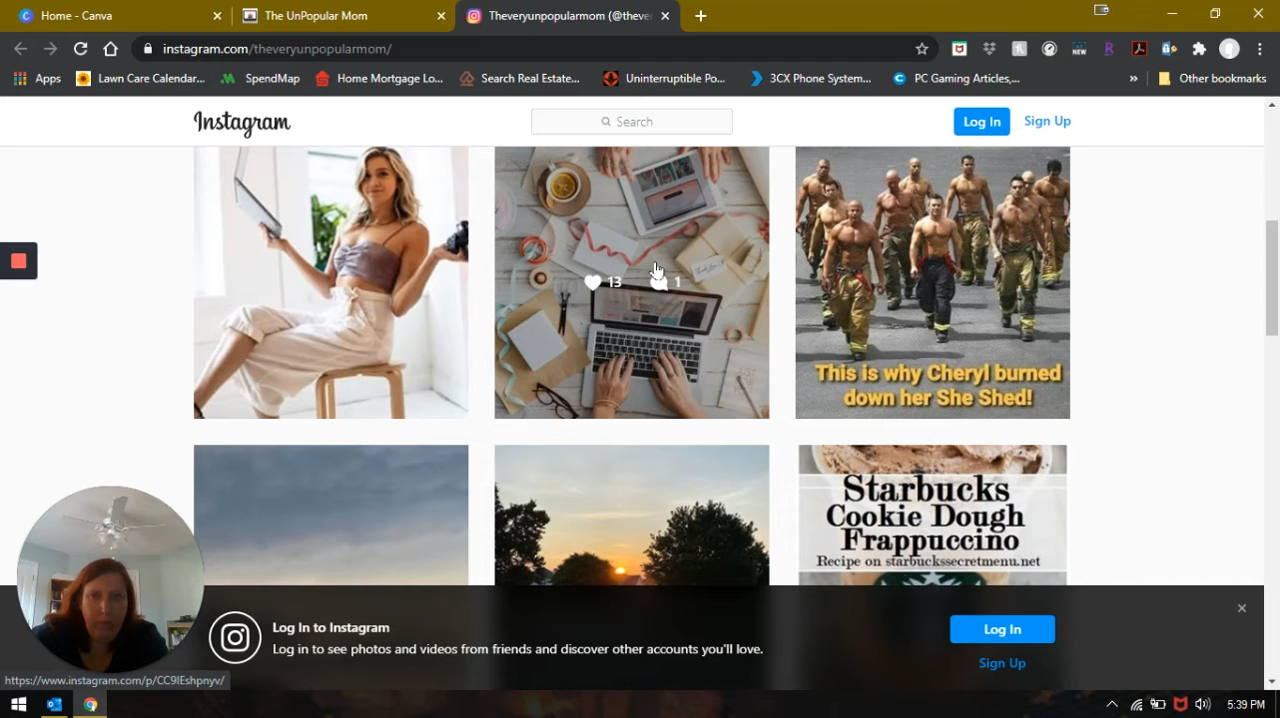 Home - Canva
The UnPopular Mom
Theveryunpopularmom (@theve
instagram.com/theveryunpopularmom/
NEW
Apps
Lawn Care Calendar...
SpendMap
Home Mortgage Lo...
Search Real Estate...
Uninterruptible Po...
3CX Phone System...
PC Gaming Articles,...
»
Other bookmarks
Instagram
Search
Log In
Sign Up
13
1
This is why Cheryl burned
down her She Shed!
Starbucks
Cookie Dough
Frappuccino
Recipe on starbuckssecretmenu.net
Log In to Instagram
Log in to see photos and videos from friends and discover other accounts you'll love.
Log In
Sign Up
https://www.instagram.com/p/CC9IEshpnyv/
5:39 PM